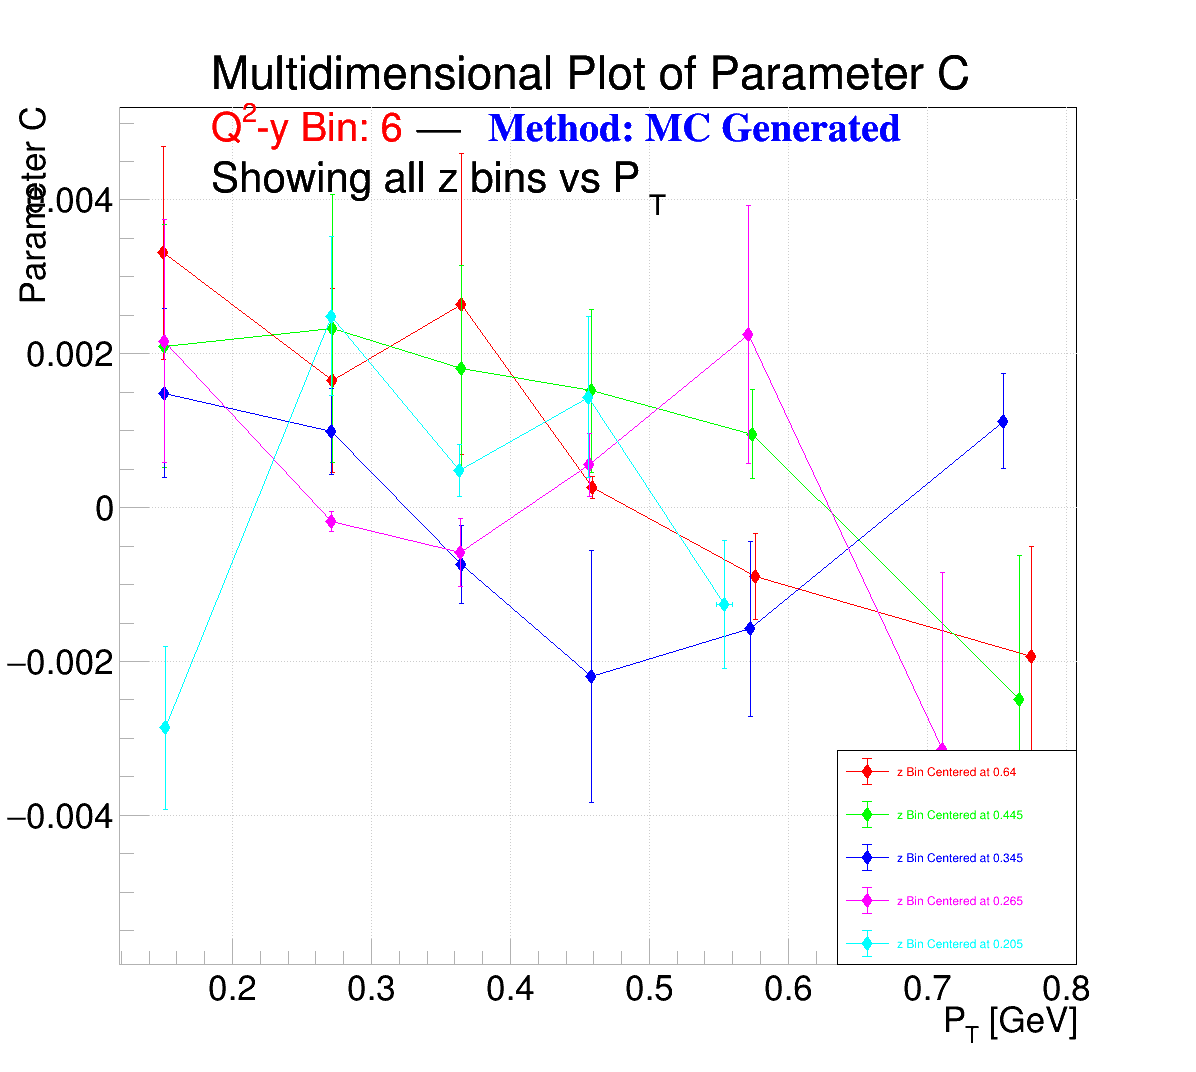 Multidimensional Plot of Parameter C
Q2-y Bin: 6 — Method: MC Generated
Showing all z bins vs PT
Parameter C
0.004
0.002
0
−0.002
−0.004
0.2 0.3 0.4 0.5 0.6 0.7 0.8
PT [GeV]
z Bin Centered at 0.64
z Bin Centered at 0.445
z Bin Centered at 0.345
z Bin Centered at 0.265
z Bin Centered at 0.205